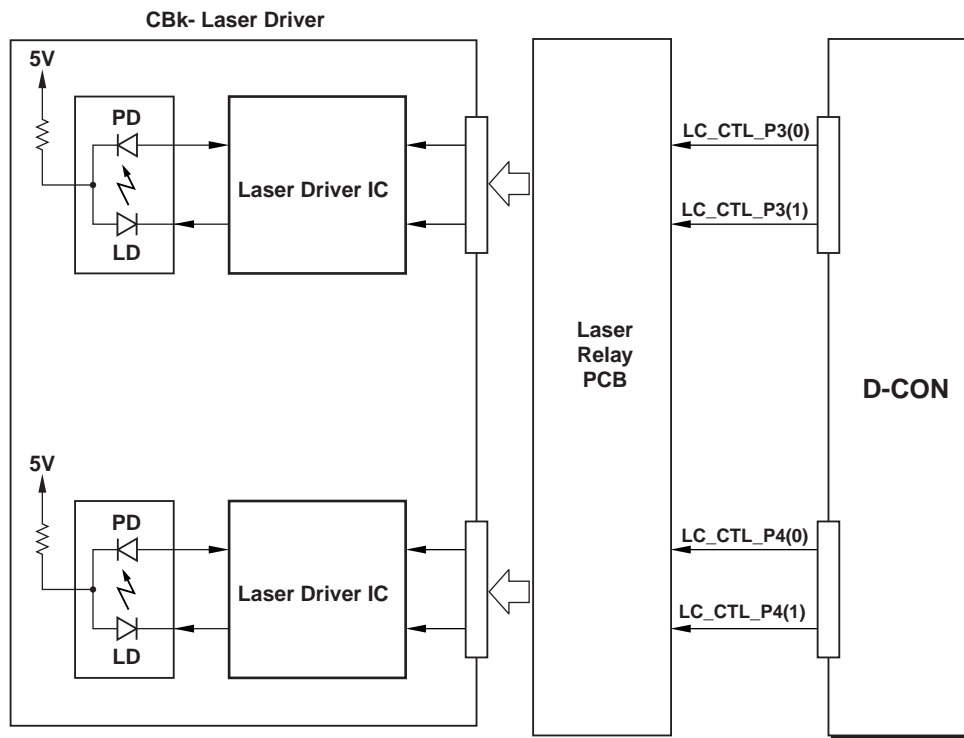 CBk- Laser Driver
5V
PD
LD
Laser Driver IC
LC_CTL_P3(0)
LC_CTL_P3(1)
Laser
Relay
PCB
D-CON
5V
PD
LD
Laser Driver IC
LC_CTL_P4(0)
LC_CTL_P4(1)